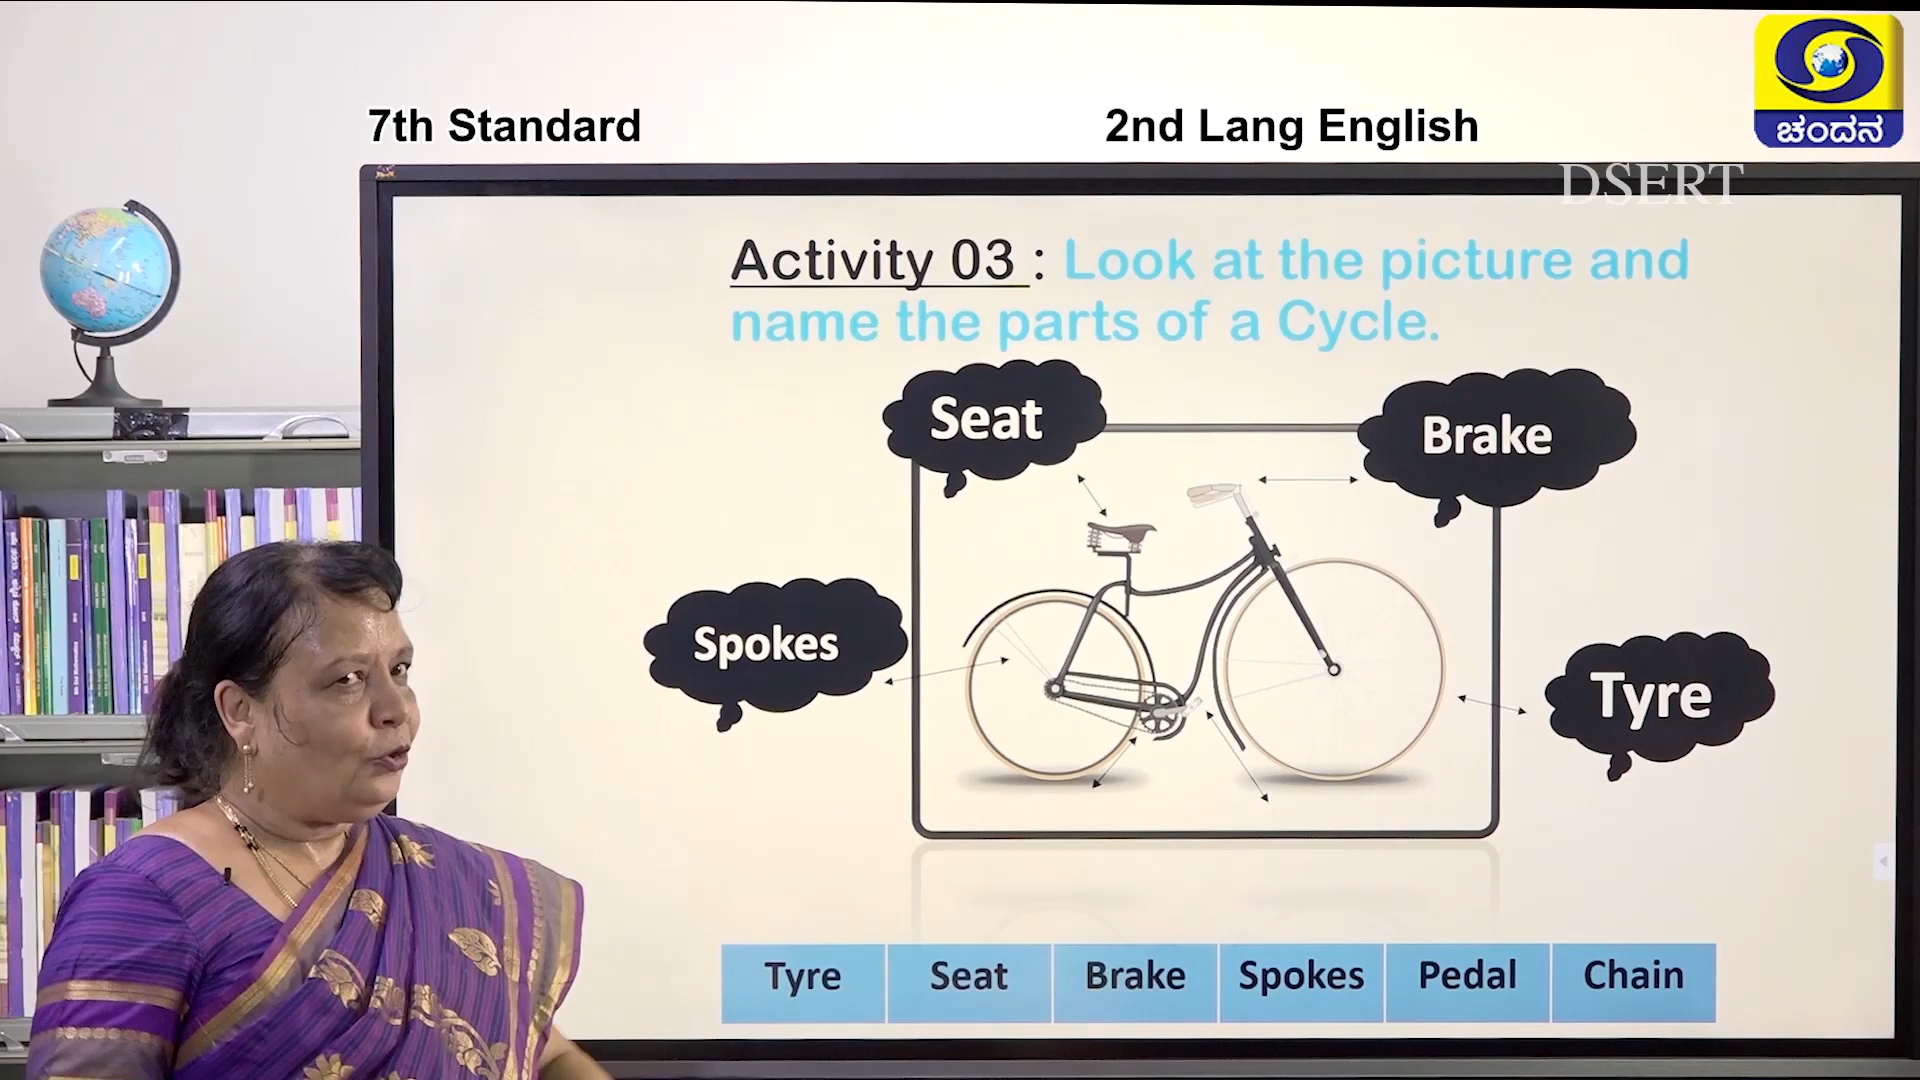 7th Standard
2nd Lang English
ಚಂದನ
DSERT
Activity 03 : Look at the picture and
name the parts of a Cycle.
Seat
Brake
Spokes
Tyre
Tyre Seat Brake Spokes Pedal Chain